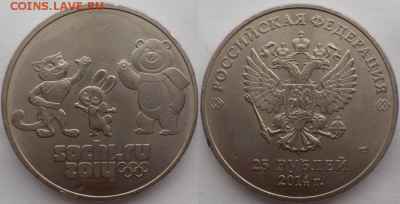 COINS.LAVE.RU
sochi.ru
2014
РОССИЙСКАЯ ФЕДЕРАЦИЯ
25 РУБЛЕЙ
2014 г.